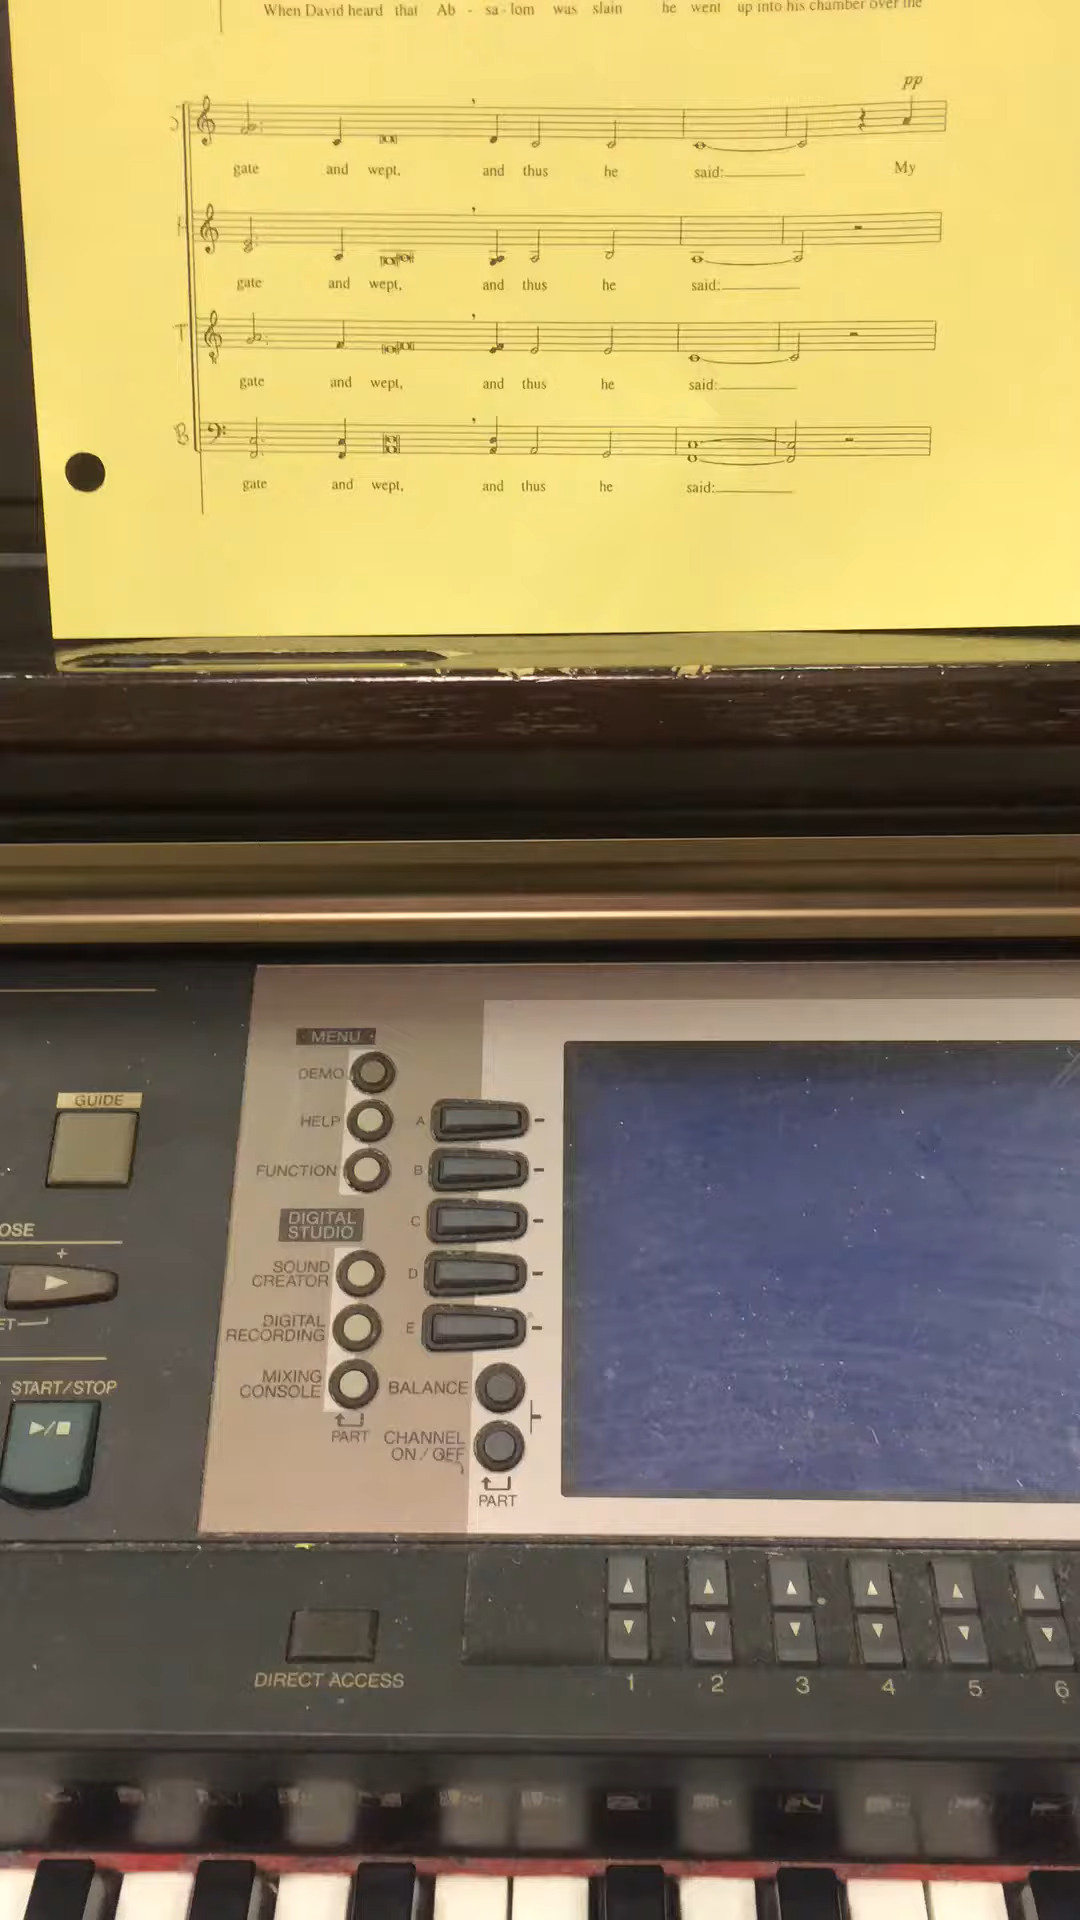 When David heard that Ab - sa - lom was slain he went up into his chamber over the
pp
S
gate and wept, and thus he said: My
gate and wept, and thus he said:
T
gate and wept, and thus he said:
B
gate and wept, and thus he said:
MENU
DEMO
HELP
FUNCTION
DIGITAL
STUDIO
SOUND
CREATOR
DIGITAL
RECORDING
MIXING
CONSOLE
PART
A
B
C
D
E
BALANCE
CHANNEL
ON / OFF
PART
GUIDE
OSE
+
ET
START/STOP
DIRECT ACCESS
1 2 3 4 5 6